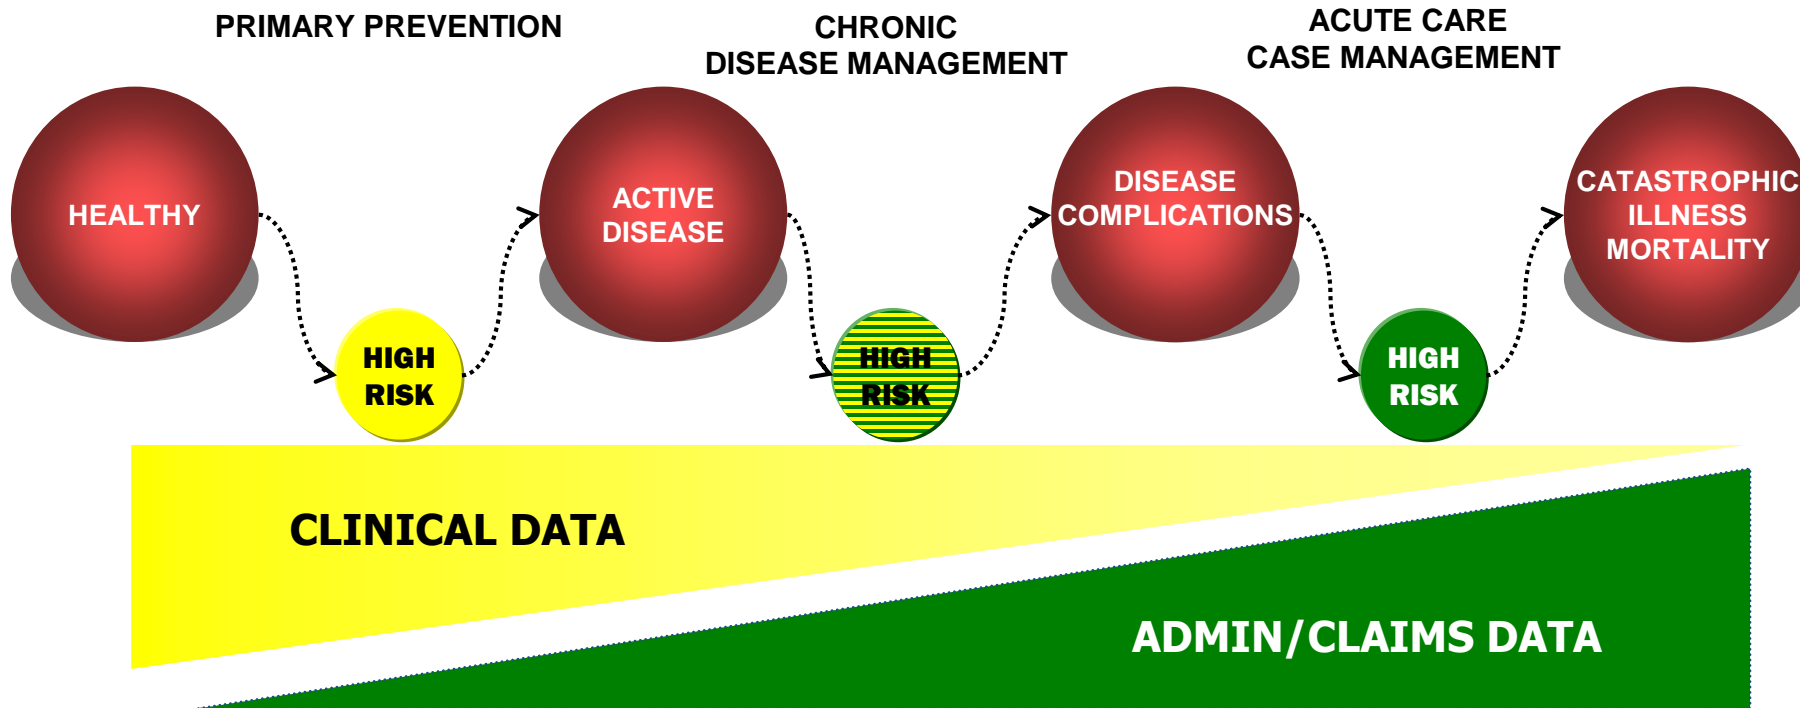 PRIMARY PREVENTION
CHRONIC
DISEASE MANAGEMENT
ACUTE CARE
CASE MANAGEMENT
HEALTHY
ACTIVE
DISEASE
DISEASE
COMPLICATIONS
CATASTROPHIC
ILLNESS
MORTALITY
HIGH
RISK
HIGH
RISK
HIGH
RISK
CLINICAL DATA
ADMIN/CLAIMS DATA